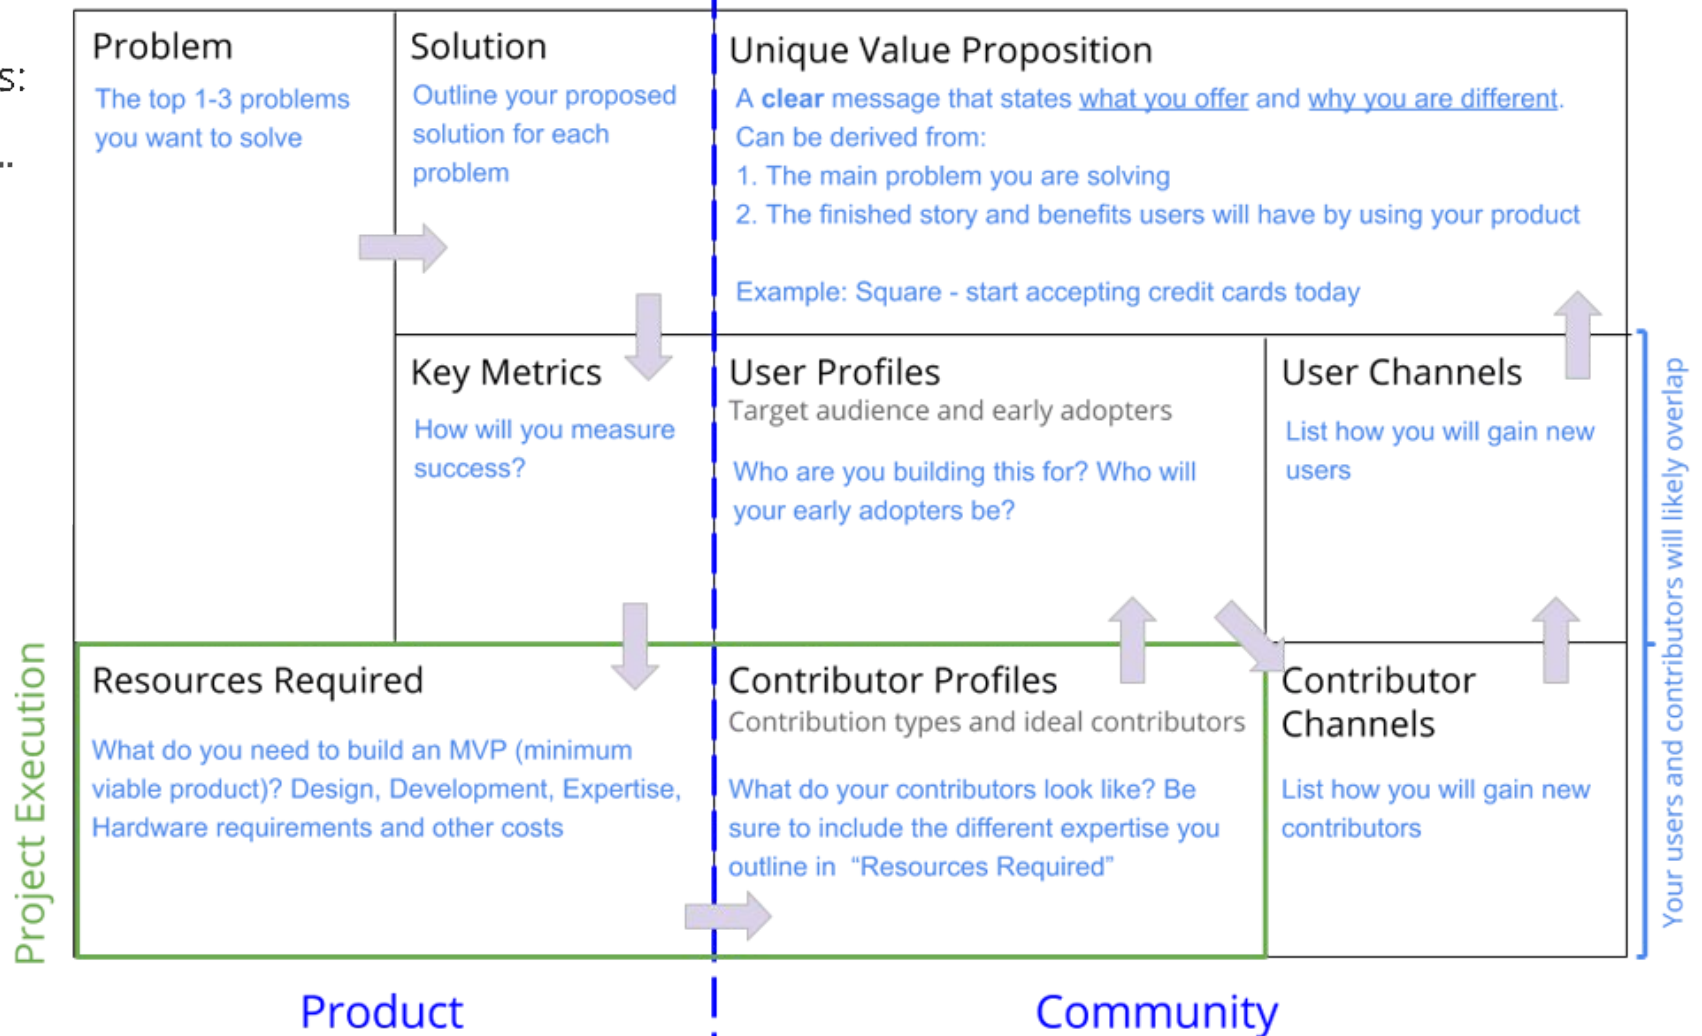 s:
..
Problem
The top 1-3 problems
you want to solve
Solution
Outline your proposed
solution for each
problem
Unique Value Proposition
A clear message that states what you offer and why you are different.
Can be derived from:
1. The main problem you are solving
2. The finished story and benefits users will have by using your product
Example: Square - start accepting credit cards today
Key Metrics
How will you measure
success?
User Profiles
Target audience and early adopters
Who are you building this for? Who will
your early adopters be?
User Channels
List how you will gain new
users
Resources Required
What do you need to build an MVP (minimum
viable product)? Design, Development, Expertise,
Hardware requirements and other costs
Contributor Profiles
Contribution types and ideal contributors
What do your contributors look like? Be
sure to include the different expertise you
outline in “Resources Required”
Contributor
Channels
List how you will gain new
contributors
Project Execution
Your users and contributors will likely overlap
Product
Community